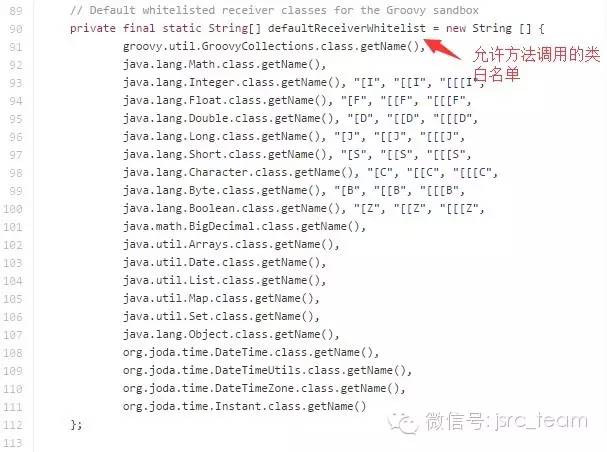 89 // Default whitelisted receiver classes for the Groovy sandbox
90 private final static String[] defaultReceiverWhitelist = new String [] {
91 groovy.util.GroovyCollections.class.getName(),
允许方法调用的类
白名单
92 java.lang.Math.class.getName(),
93 java.lang.Integer.class.getName(), "[I", "[[I", "[[[I",
94 java.lang.Float.class.getName(), "[F", "[[F", "[[[F",
95 java.lang.Double.class.getName(), "[D", "[[D", "[[[D",
96 java.lang.Long.class.getName(), "[J", "[[J", "[[[J",
97 java.lang.Short.class.getName(), "[S", "[[S", "[[[S",
98 java.lang.Character.class.getName(), "[C", "[[C", "[[[C",
99 java.lang.Byte.class.getName(), "[B", "[[B", "[[[B",
100 java.lang.Boolean.class.getName(), "[Z", "[[Z", "[[[Z",
101 java.math.BigDecimal.class.getName(),
102 java.util.Arrays.class.getName(),
103 java.util.Date.class.getName(),
104 java.util.List.class.getName(),
105 java.util.Map.class.getName(),
106 java.util.Set.class.getName(),
107 java.lang.Object.class.getName(),
108 org.joda.time.DateTime.class.getName(),
109 org.joda.time.DateTimeUtils.class.getName(),
110 org.joda.time.DateTimeZone.class.getName(),
111 org.joda.time.Instant.class.getName()
112 };
微信号: jsrc_team
113